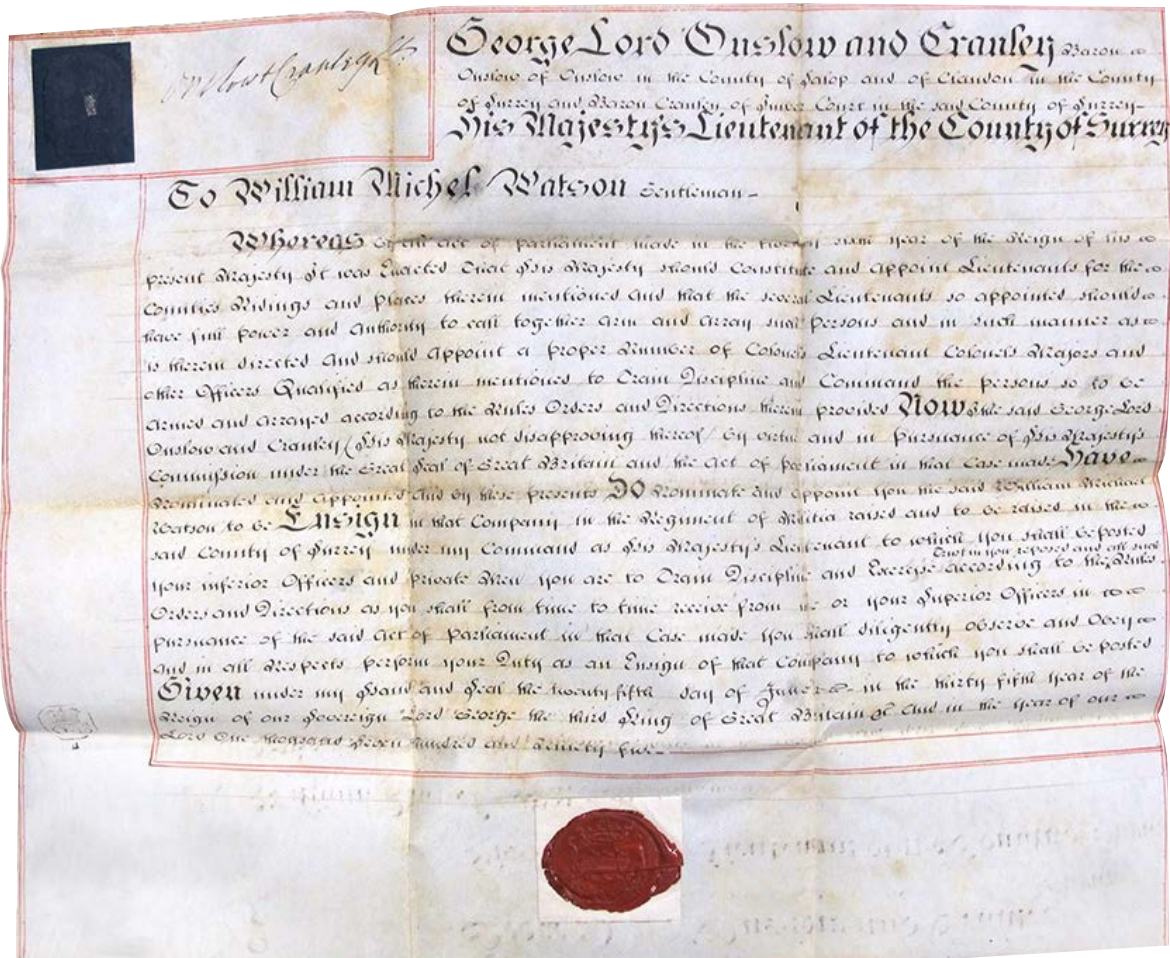 Onslow & Cranley Lt
George Lord Onslow and Cranley Baron
Onslow of Onslow in the County of Salop and of Clandon in the County
of Surrey and Baron Cranley of Imber Court in the said County of Surrey
His Majesty's Lieutenant of the County of Surrey
To William Michel Watson Gentleman
Whereas by an Act of Parliament made in the twenty sixth year of the Reign of his
present Majesty It was Enacted That His Majesty should Constitute and appoint Lieutenants for the
Counties Ridings and Places therein mentioned and that the several Lieutenants so appointed should
have full Power and Authority to call together arm and array such Persons and in such manner as
is therein directed and should appoint a Proper Number of Colonels Lieutenant Colonels Majors and
other Officers Qualified as therein mentioned to Train Discipline and Command the Persons so to be
Armed and Arrayed according to the Rules Orders and Directions therein provided Now I the said George Lord
Onslow and Cranley (His Majesty not disapproving thereof) by virtue and in Pursuance of His Majesty's
Commission under the Great Seal of Great Britain and the Act of Parliament in that Case made Have
Nominated and appointed and by these Presents DO Nominate and appoint you the said William Michael
Watson to be Ensign in that Company in the Regiment of Militia raised and to be raised in the
said County of Surrey under my Command as His Majesty's Lieutenant to which you shall be posted
Trust in you reposed and all such
your inferior Officers and private Men you are to Train Discipline and Exercise according to the Rules
Orders and Directions as you shall from time to time receive from me or your Superior Officers in
pursuance of the said Act of Parliament in that Case made you shall diligently observe and Obey
and in all Respects perform your Duty as an Ensign of that Company to which you shall be posted
Given under my Hand and Seal the twenty fifth day of in the thirty fifth year of the
Reign of our Sovereign Lord George the third King of Great Britain &c And in the year of our
Lord One thousand Seven hundred and Ninety five